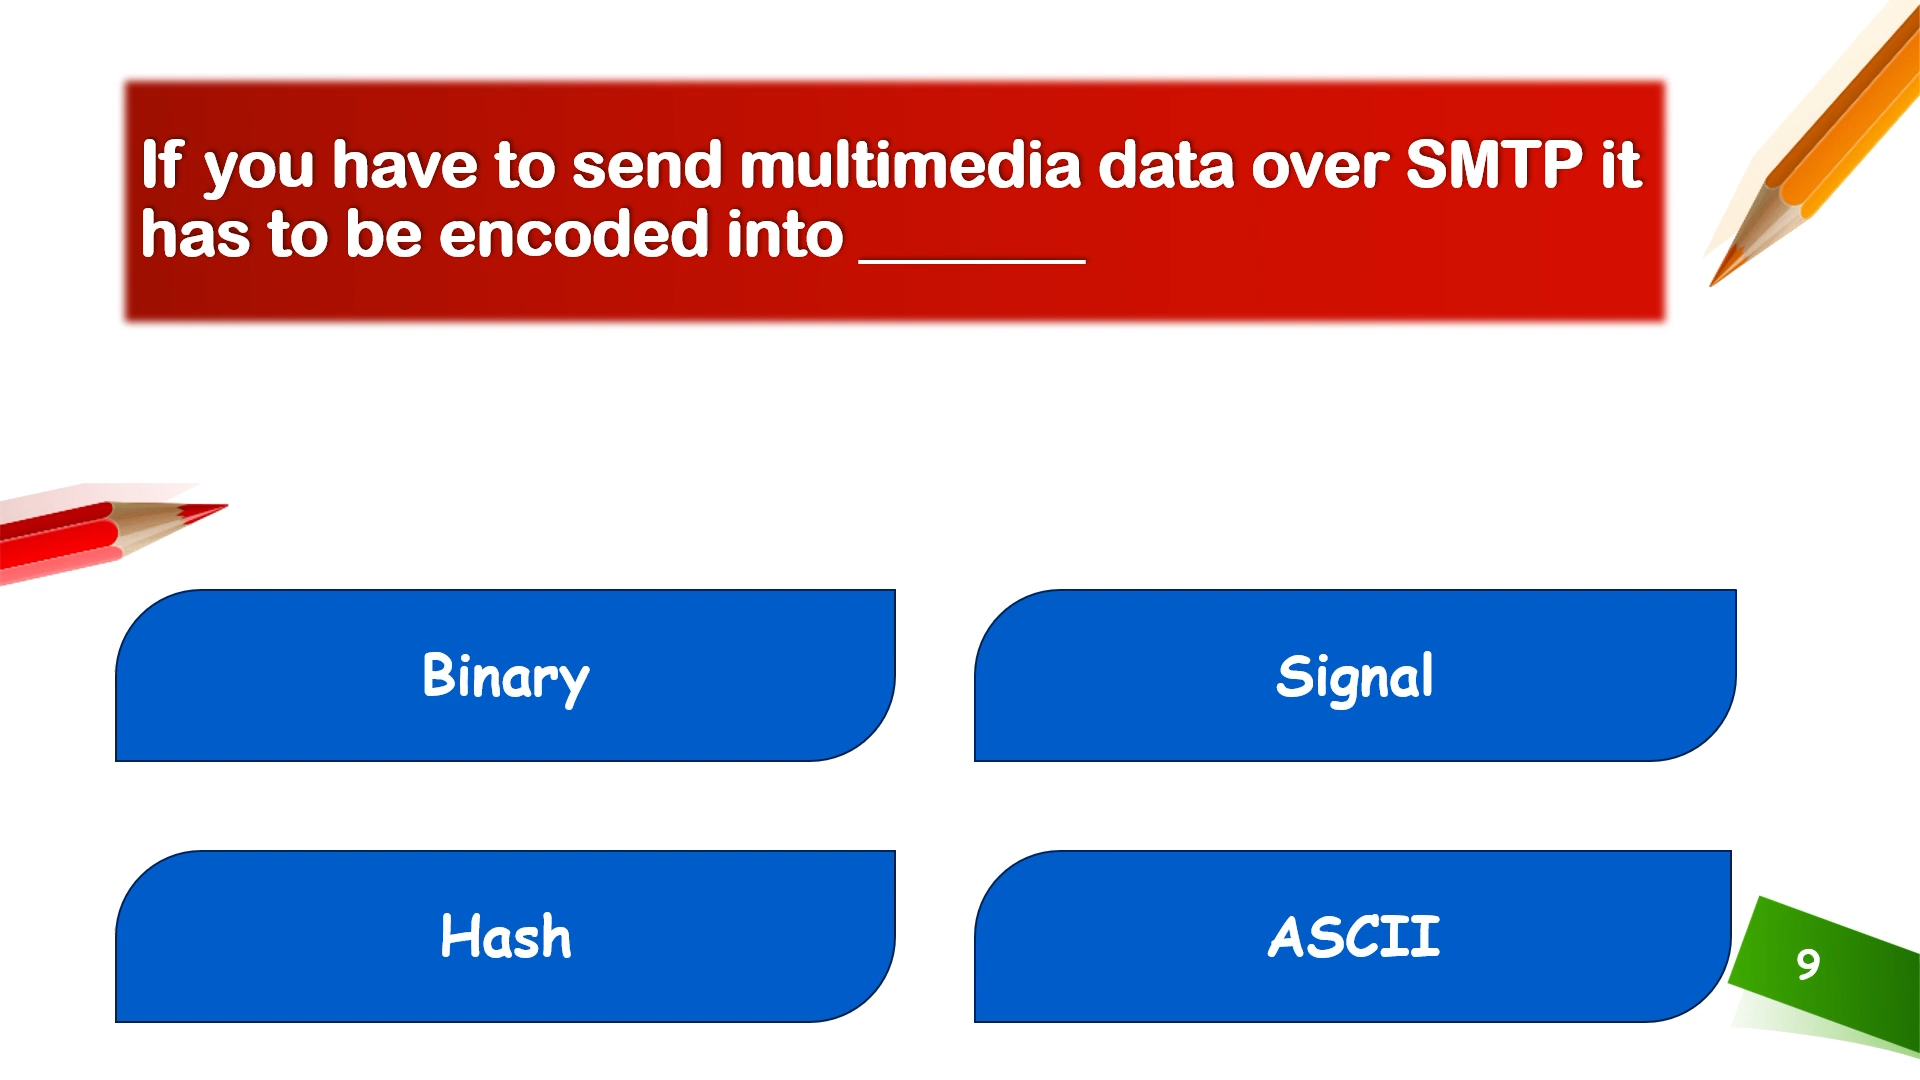 If you have to send multimedia data over SMTP it
has to be encoded into _______
Binary
Signal
Hash
ASCII
9